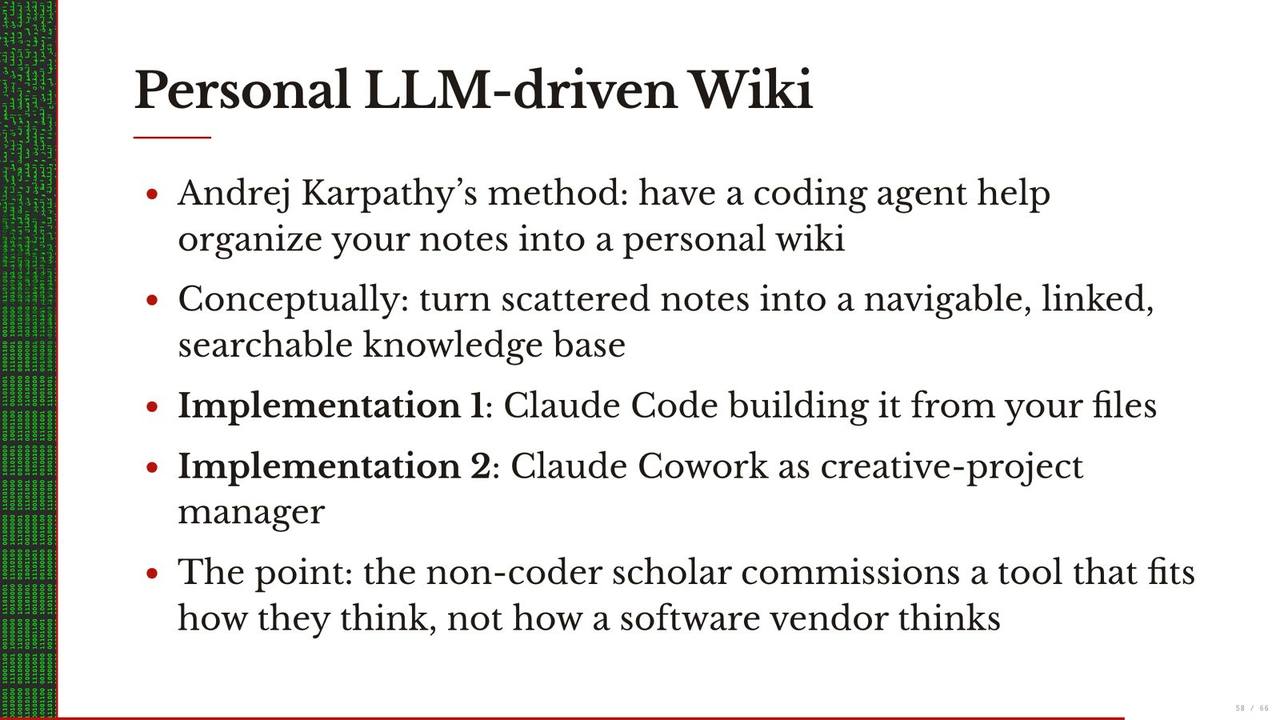 Personal LLM-driven Wiki
• Andrej Karpathy’s method: have a coding agent help
organize your notes into a personal wiki
• Conceptually: turn scattered notes into a navigable, linked,
searchable knowledge base
• Implementation 1: Claude Code building it from your files
• Implementation 2: Claude Cowork as creative-project
manager
• The point: the non-coder scholar commissions a tool that fits
how they think, not how a software vendor thinks
58 / 66